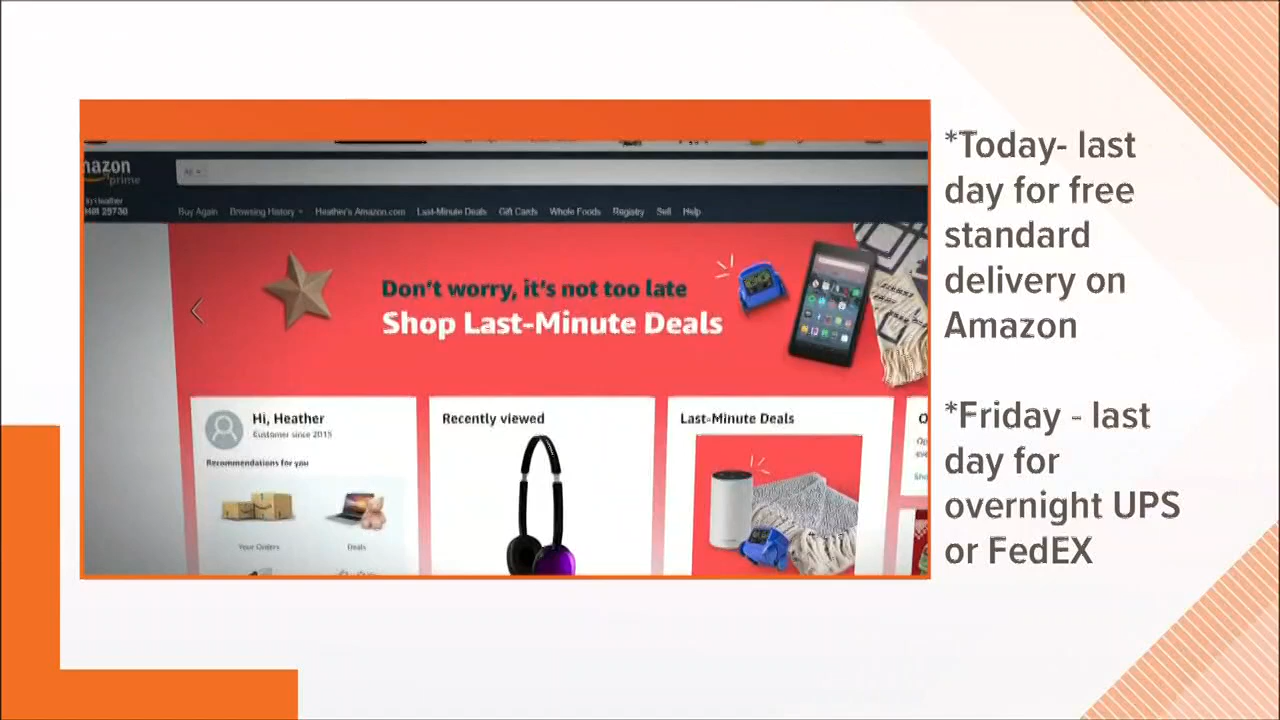 *Today- last
day for free
standard
delivery on
Amazon
*Friday - last
day for
overnight UPS
or FedEX
mazon
prime
All
Buy Again Browsing History Heather's Amazon.com Last-Minute Deals Gift Cards Whole Foods Registry Sell Help
Don't worry, it's not too late
Shop Last-Minute Deals
Hi, Heather
Customer since 2015
Recommendations for you
Your Orders Deals
Recently viewed
Last-Minute Deals